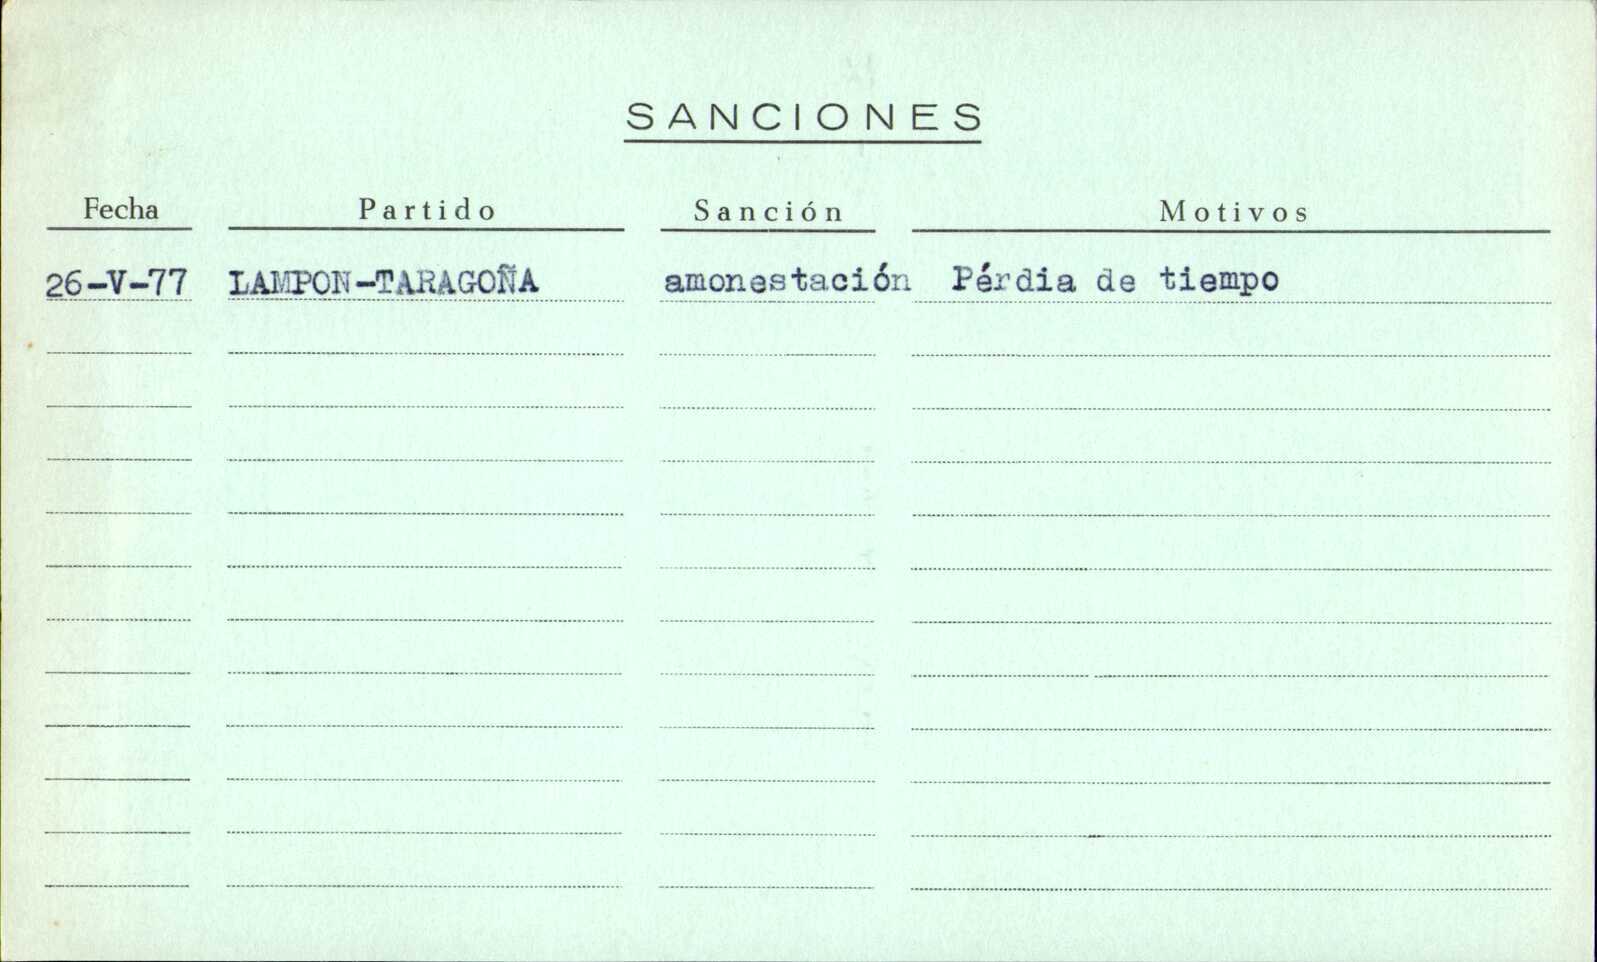 SANCIONES
Fecha Partido Sanción Motivos
26-V-77 LAMPON-TARAGOÑA amonestación Pérdia de tiempo